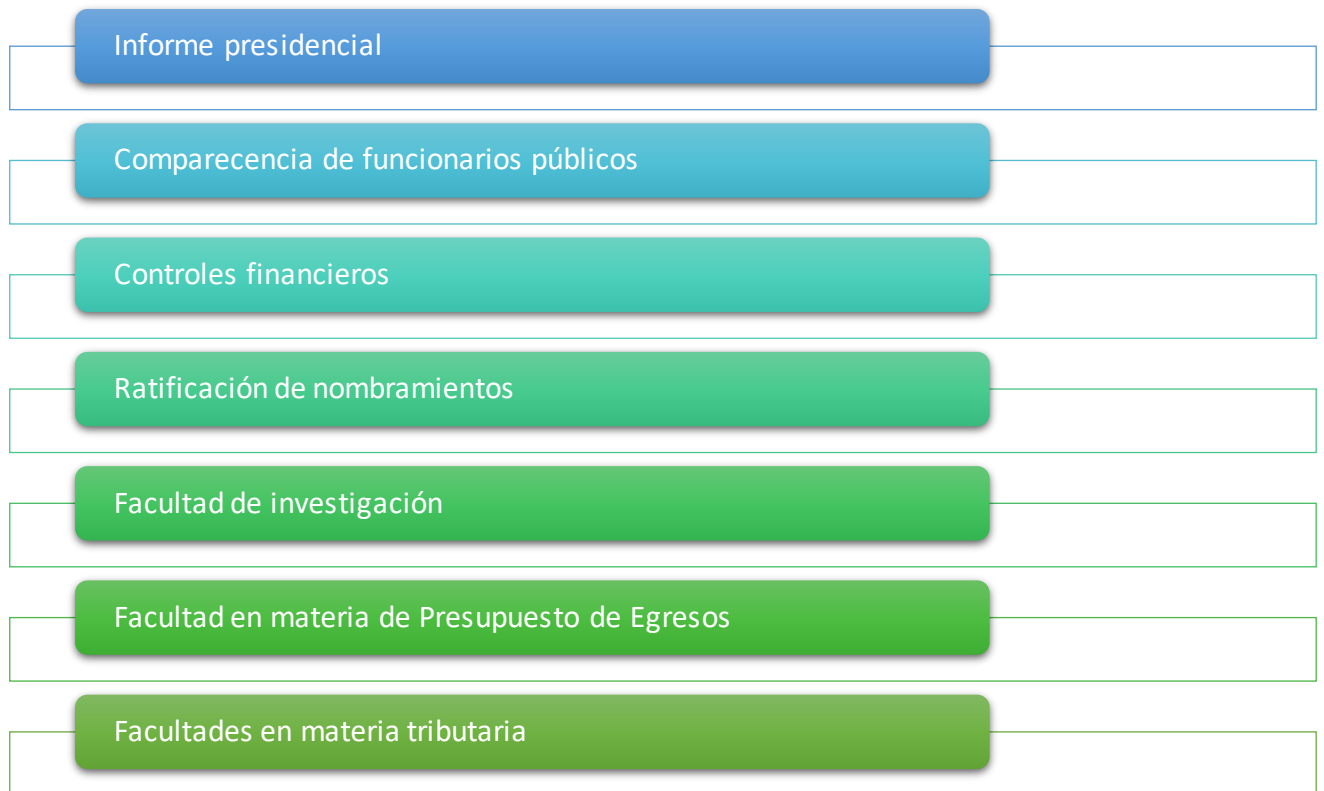 Informe presidencial
Comparecencia de funcionarios públicos
Controles financieros
Ratificación de nombramientos
Facultad de investigación
Facultad en materia de Presupuesto de Egresos
Facultades en materia tributaria